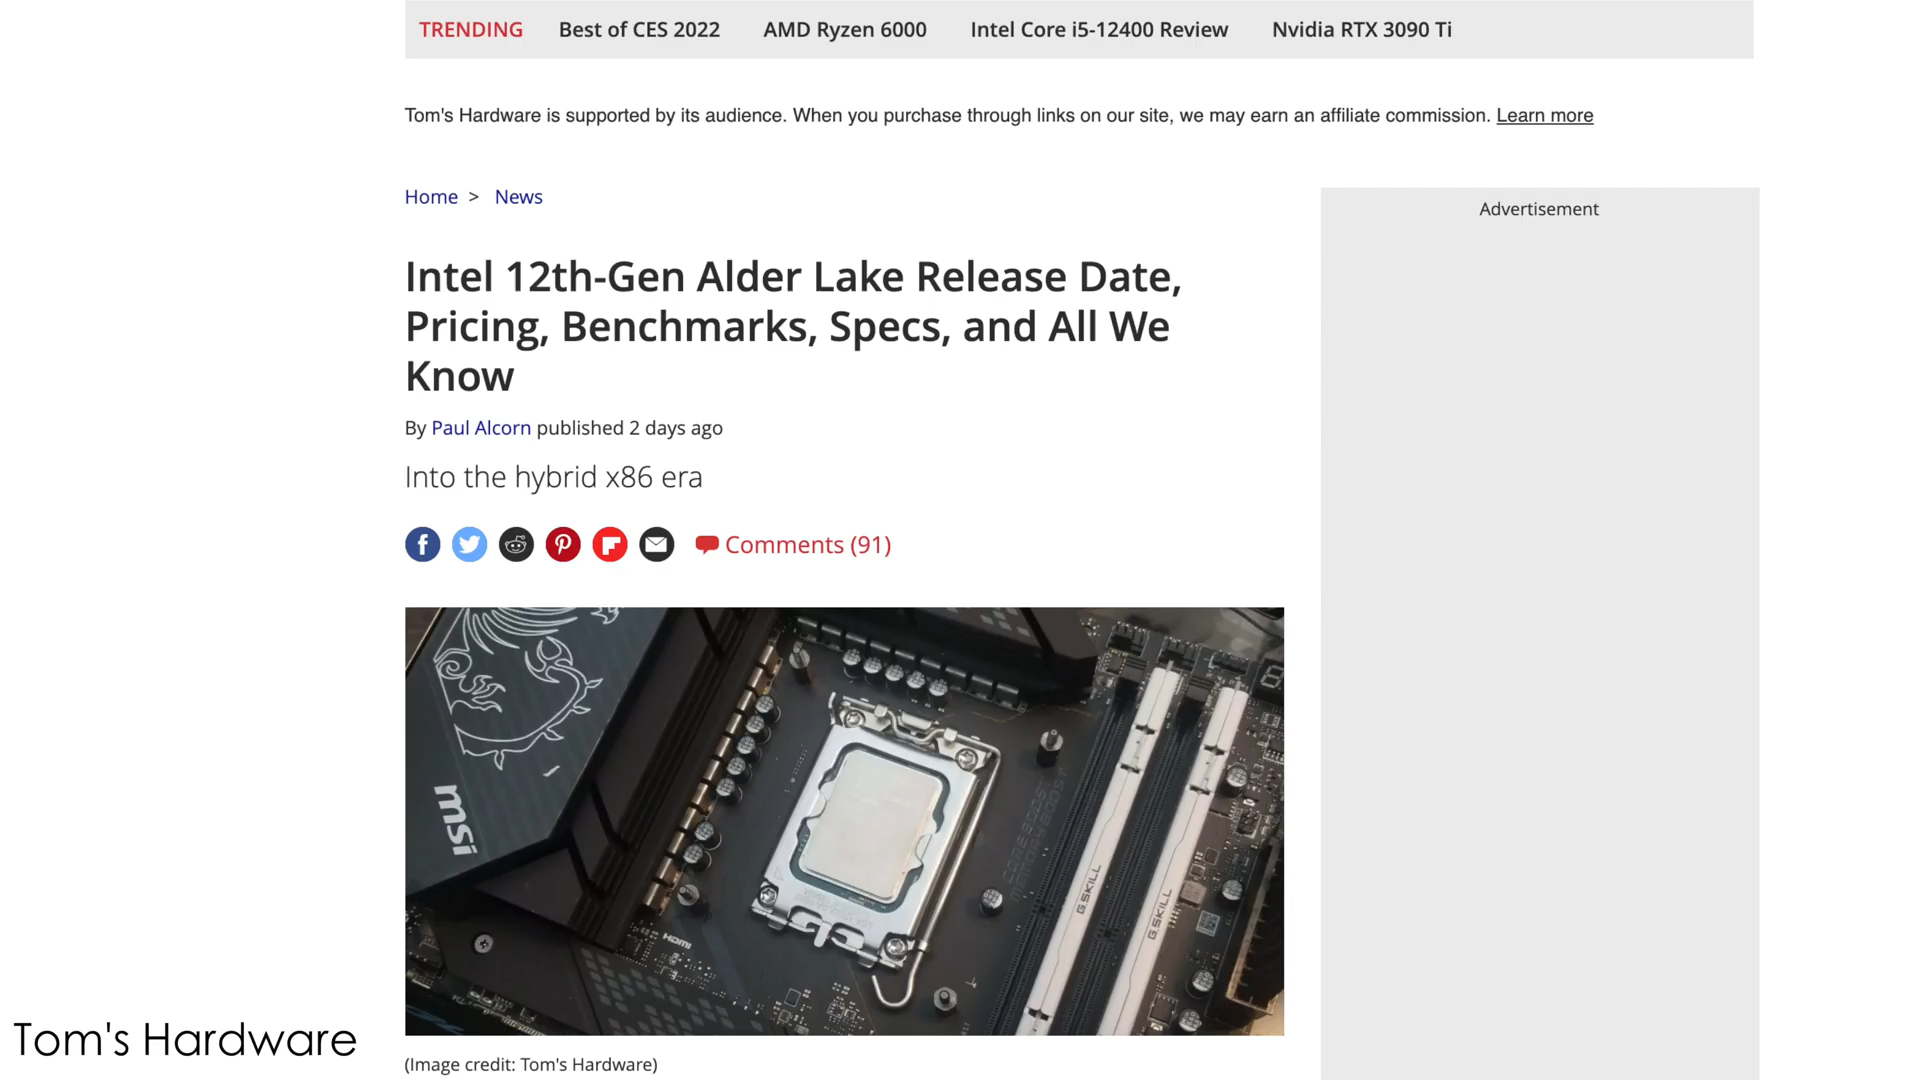 TRENDING Best of CES 2022 AMD Ryzen 6000 Intel Core i5-12400 Review Nvidia RTX 3090 Ti
Tom's Hardware is supported by its audience. When you purchase through links on our site, we may earn an affiliate commission. Learn more
Home > News
Advertisement
Intel 12th-Gen Alder Lake Release Date,
Pricing, Benchmarks, Specs, and All We
Know
By Paul Alcorn published 2 days ago
Into the hybrid x86 era
Comments (91)
msi
HDMI
G.SKILL
G.SKILL
Tom's Hardware
(Image credit: Tom's Hardware)